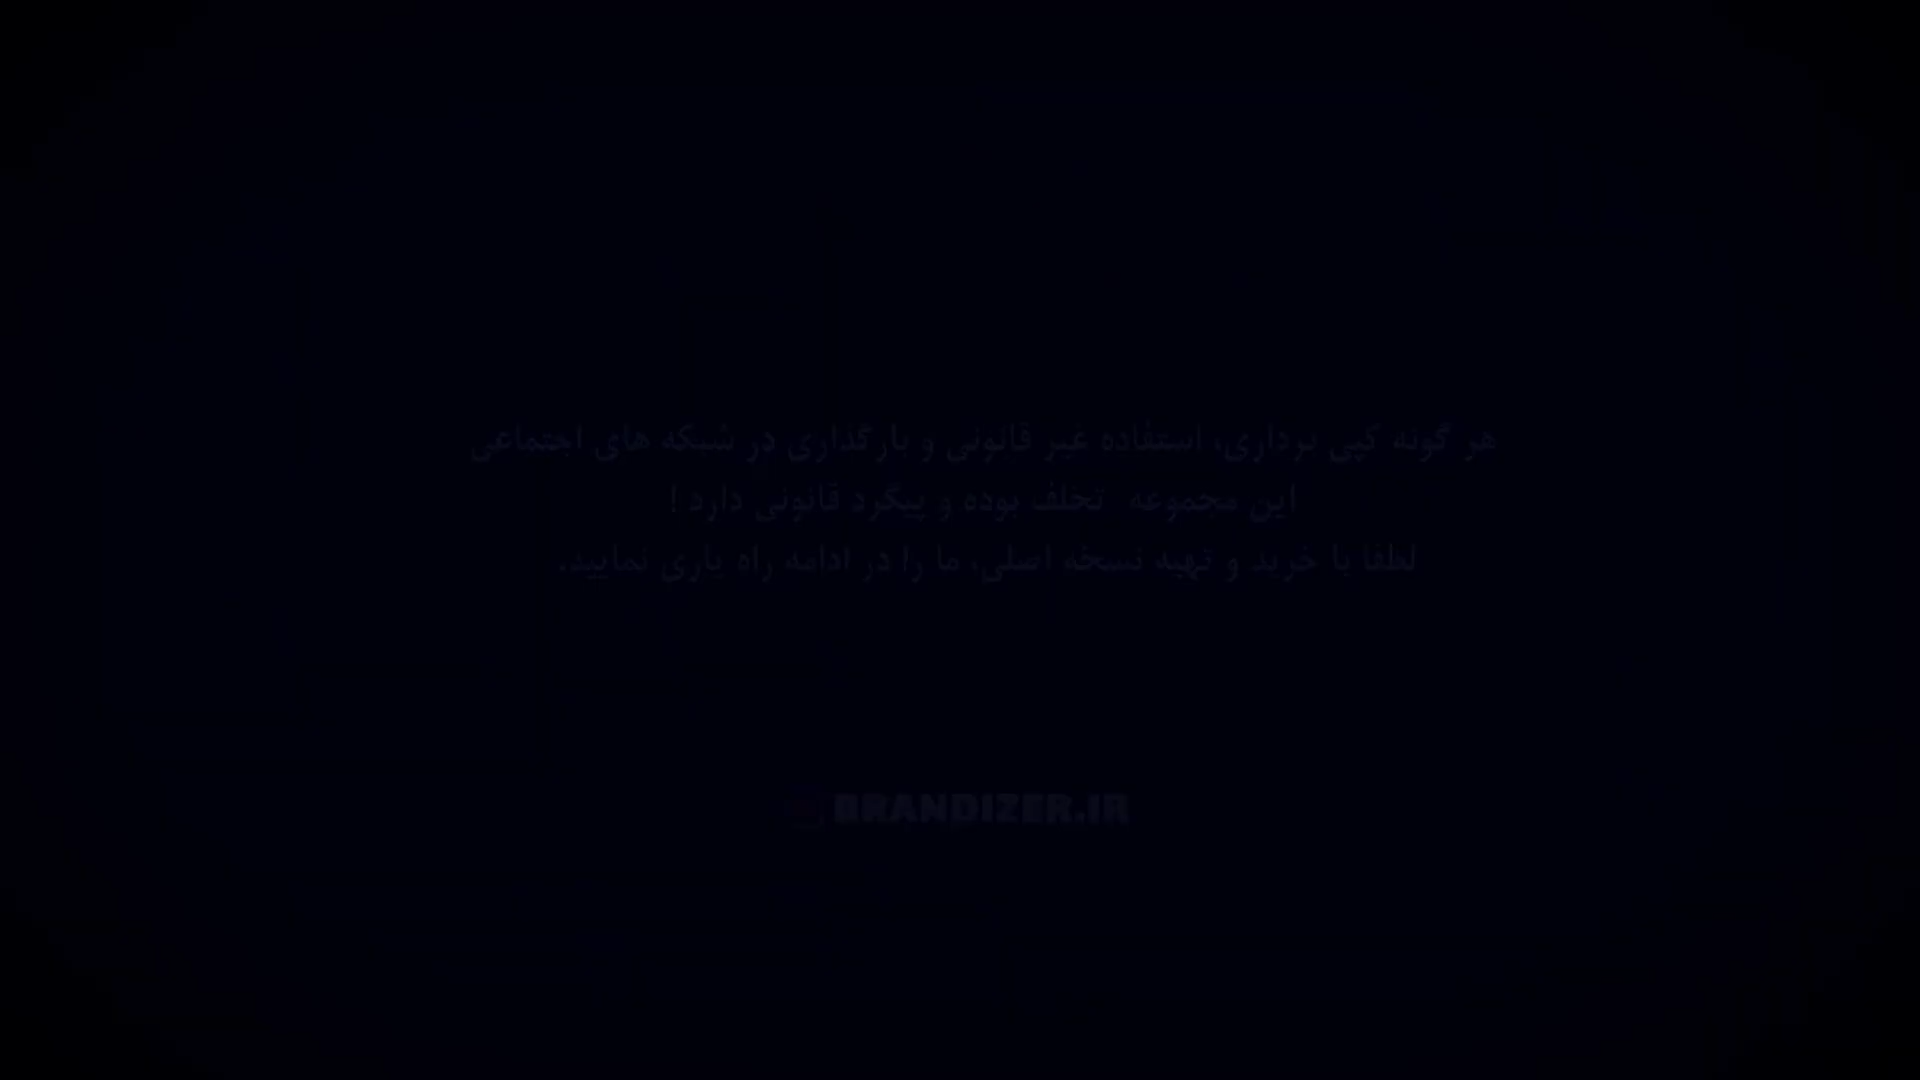 هر گونه کپی برداری، استفاده غیر قانونی و بارگذاری در شبکه های اجتماعی
این مجموعه تخلف بوده و پیگرد قانونی دارد !
لطفا با خرید و تهیه نسخه اصلی، ما را در ادامه راه یاری نمایید.
BRANDIZER.IR